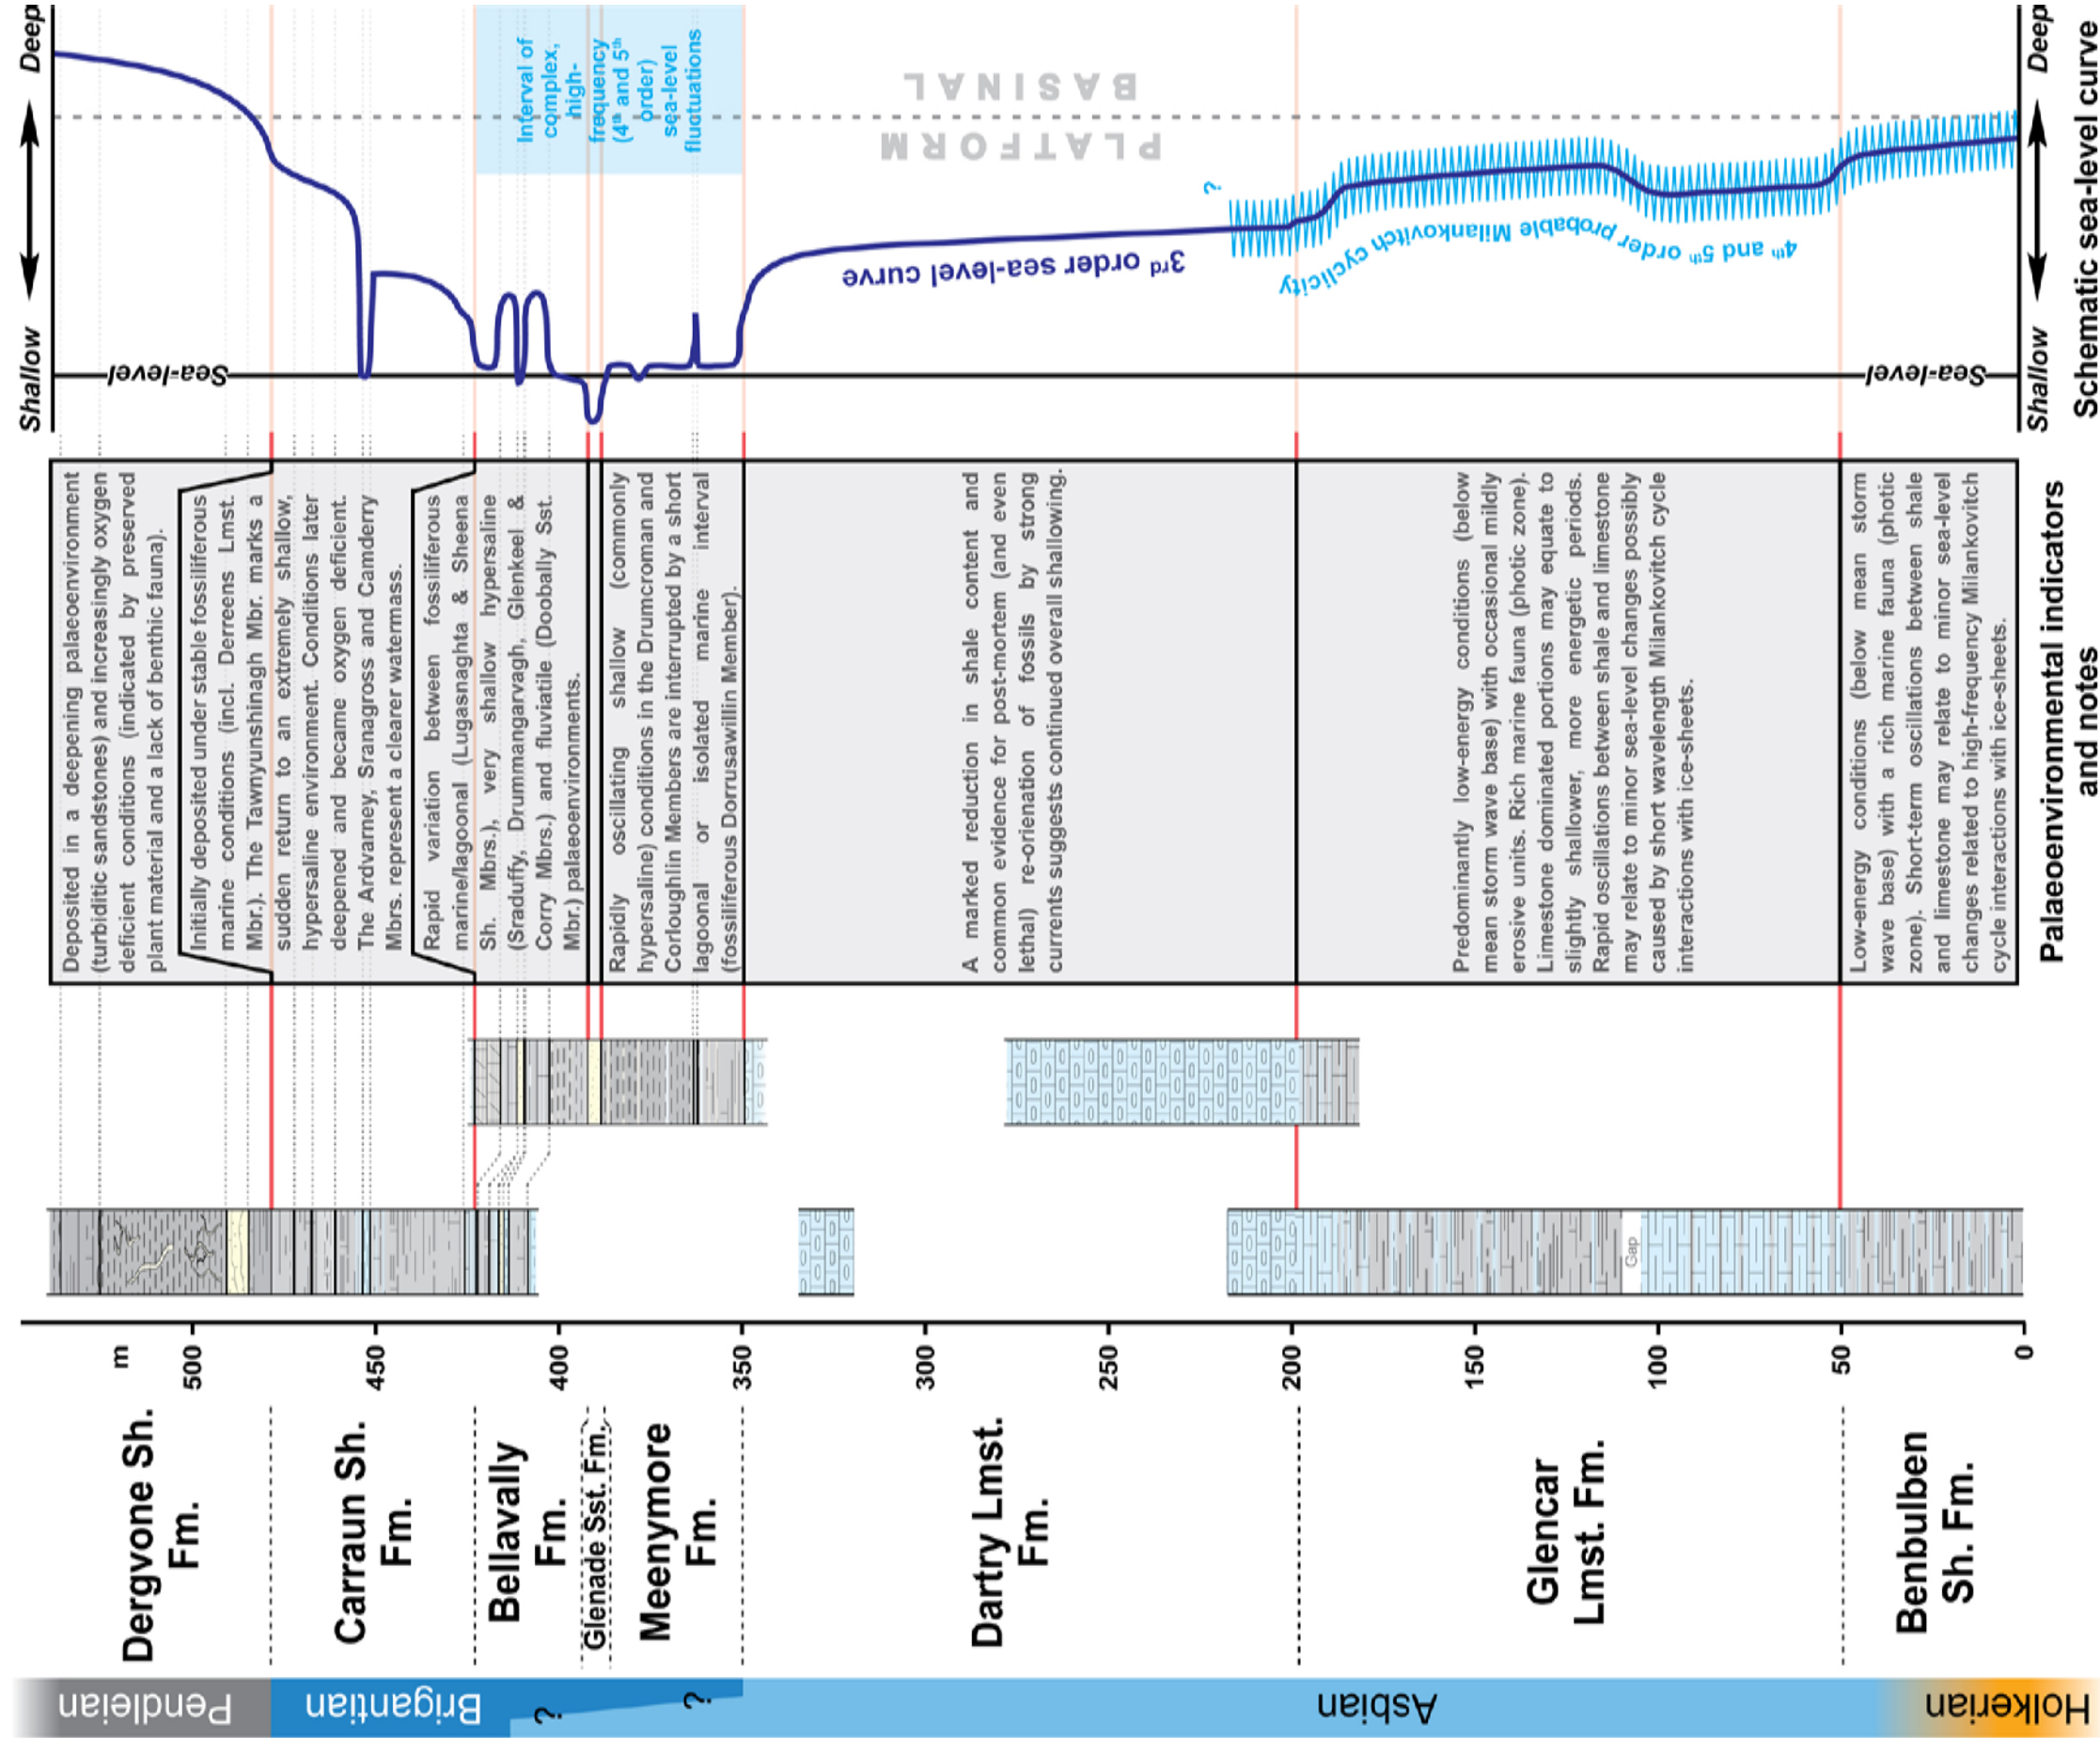 Pendleian
Brigantian
?
?
Asbian
Holkerian
Dergvone Sh.
Fm.
Carraun Sh.
Fm.
Bellavally
Fm.
Glenade Sst. Fm.
Meenymore
Fm.
Dartry Lmst.
Fm.
Glencar
Lmst. Fm.
Benbulben
Sh. Fm.
m
500
450
400
350
300
250
200
150
100
50
0
Gap
Deposited in a deepening palaeoenvironment
(turbiditic sandstones) and increasingly oxygen
deficient conditions (indicated by preserved
plant material and a lack of benthic fauna).
Initially deposited under stable fossiliferous
marine conditions (incl. Derreens Lmst.
Mbr.). The Tawnyunshinagh Mbr. marks a
sudden return to an extremely shallow,
hypersaline environment. Conditions later
deepened and became oxygen deficient.
The Ardvarney, Sranagross and Camderry
Mbrs. represent a clearer watermass.
Rapid variation between fossiliferous
marine/lagoonal (Lugasnaghta & Sheena
Sh. Mbrs.), very shallow hypersaline
(Sraduffy, Drummangarvagh, Glenkeel &
Corry Mbrs.) and fluviatile (Doobally Sst.
Mbr.) palaeoenvironments.
Rapidly oscillating shallow (commonly
hypersaline) conditions in the Drumcroman and
Corloughlin Members are interrupted by a short
lagoonal or isolated marine interval
(fossiliferous Dorrusawillin Member).
A marked reduction in shale content and
common evidence for post-mortem (and even
lethal) re-orienation of fossils by strong
currents suggests continued overall shallowing.
Predominantly low-energy conditions (below
mean storm wave base) with occasional mildly
erosive units. Rich marine fauna (photic zone).
Limestone dominated portions may equate to
slightly shallower, more energetic periods.
Rapid oscillations between shale and limestone
may relate to minor sea-level changes possibly
caused by short wavelength Milankovitch cycle
interactions with ice-sheets.
Low-energy conditions (below mean storm
wave base) with a rich marine fauna (photic
zone). Short-term oscillations between shale
and limestone may relate to minor sea-level
changes related to high-frequency Milankovitch
cycle interactions with ice-sheets.
Palaeoenvironmental indicators
and notes
Shallow
Deep
Sea-level
Interval of
complex,
high-
frequency
(4th and 5th
order)
sea-level
fluctuations
BASINAL
PLATFORM
3rd order sea-level curve
?
4th and 5th order probable Milankovitch cyclicity
Sea-level
Shallow
Deep
Schematic sea-level curve